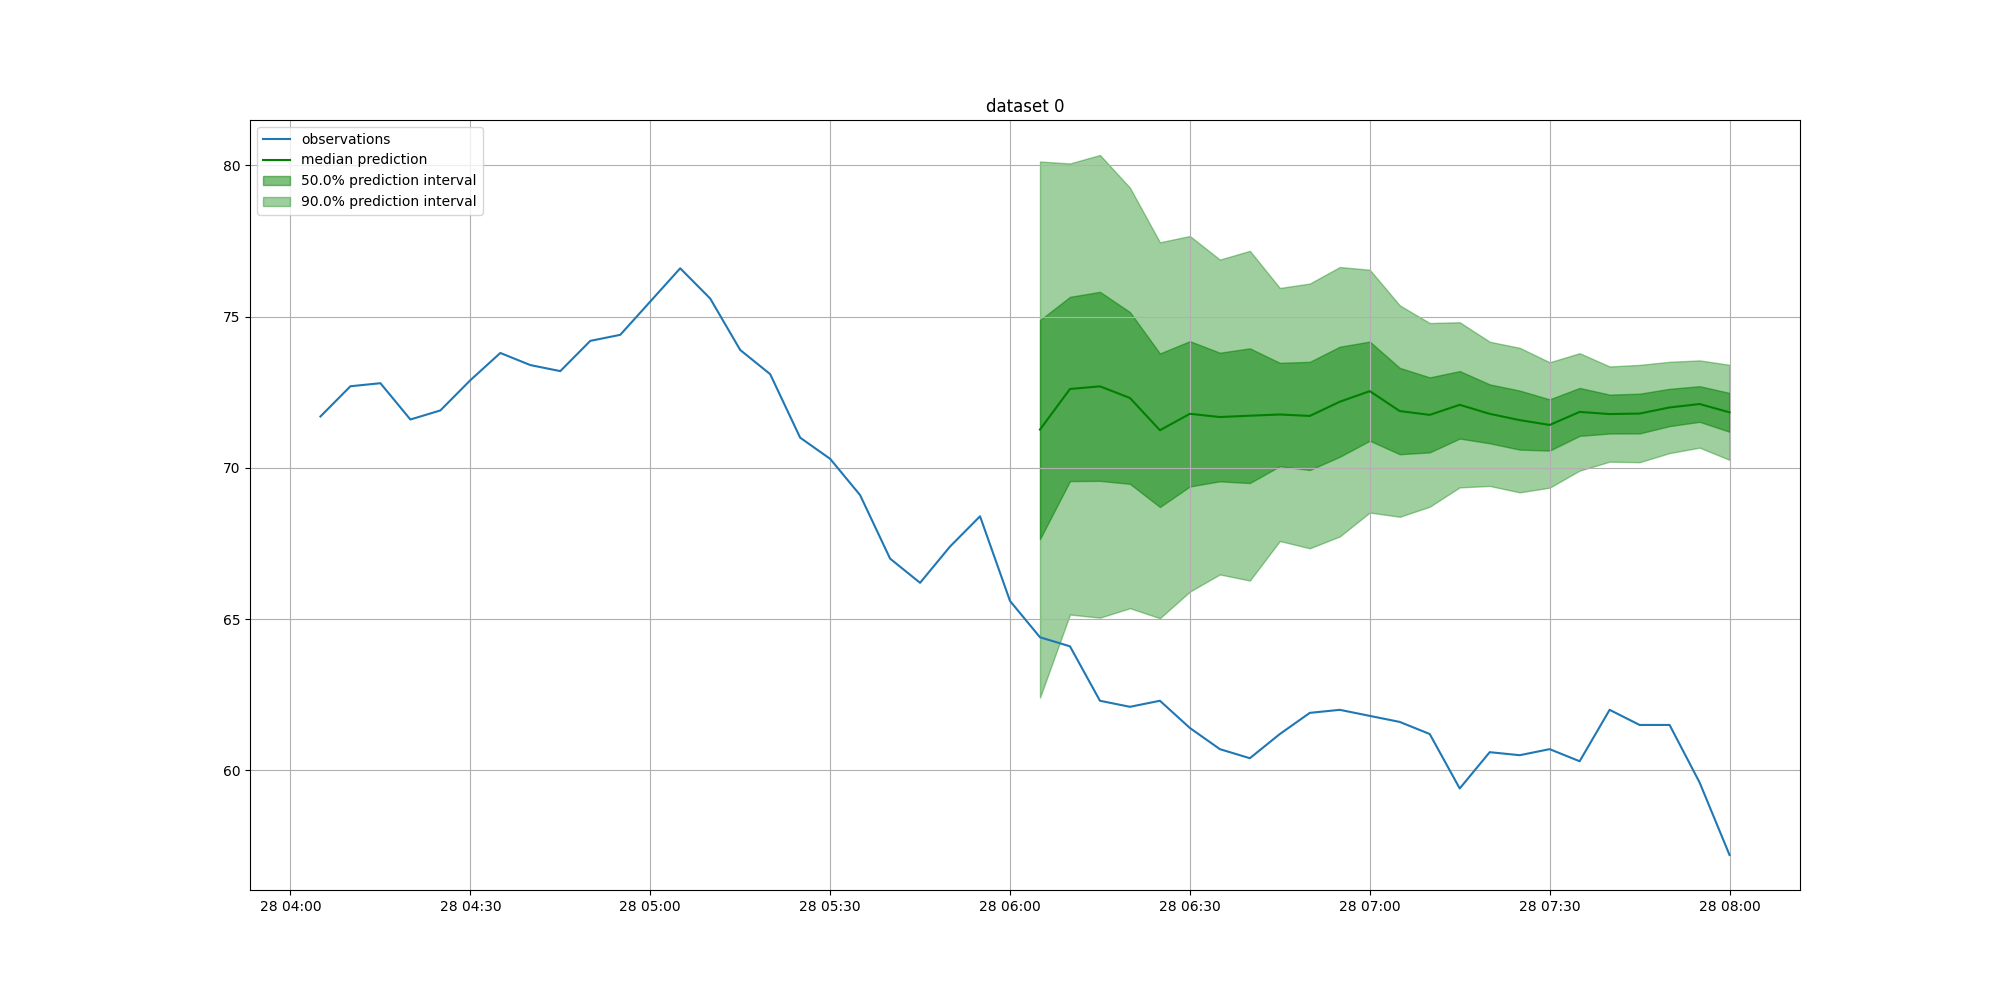 dataset 0
observations
median prediction
50.0% prediction interval
90.0% prediction interval
80
75
70
65
60
28 04:00 28 04:30 28 05:00 28 05:30 28 06:00 28 06:30 28 07:00 28 07:30 28 08:00